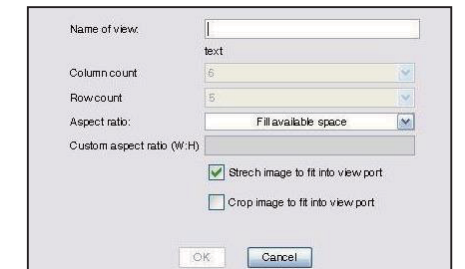 Name of view:
text
Column count 6
Row count 5
Aspect ratio: Fill available space
Custom aspect ratio (W:H)
Strech image to fit into view port
Crop image to fit into view port
OK Cancel